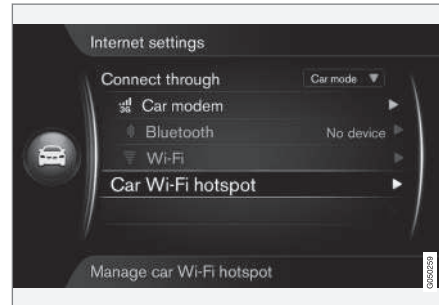 Internet settings
Connect through Car mode
3G Car modem
Bluetooth No device
Wi-Fi
Car Wi-Fi hotspot
Manage car Wi-Fi hotspot
G050259